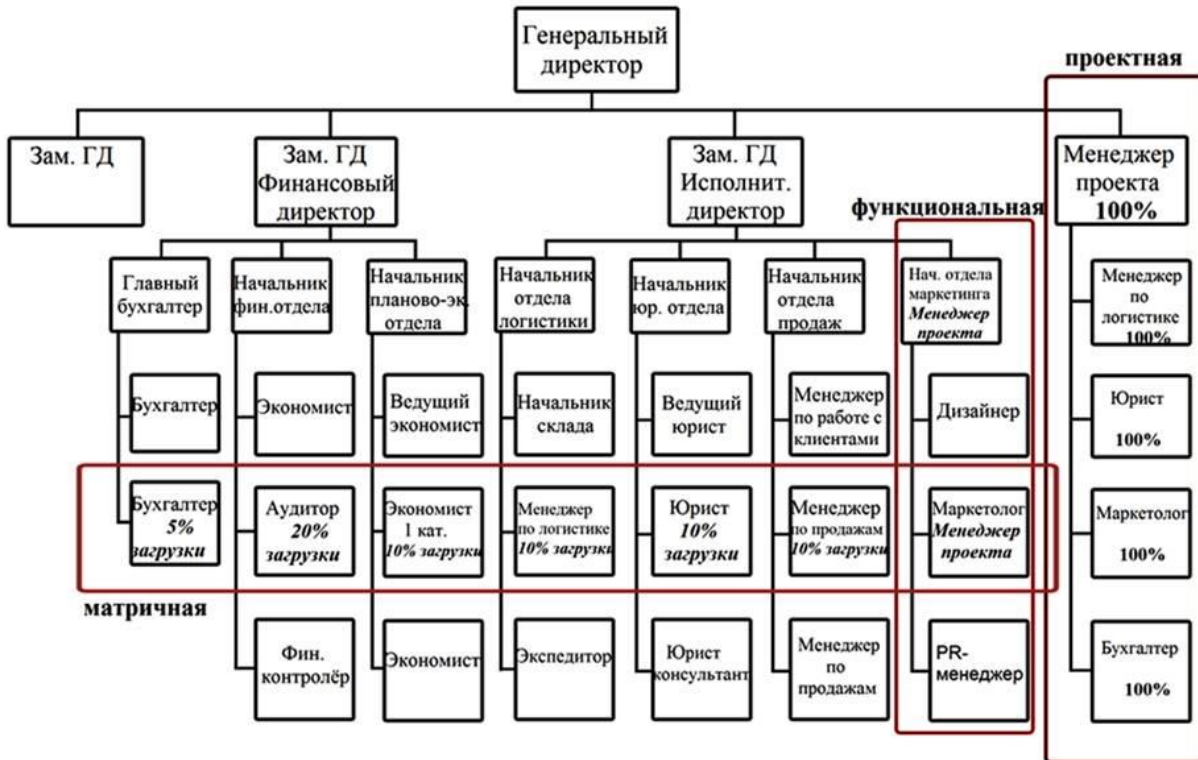 Генеральный
директор
проектная
Зам. ГД
Зам. ГД
Финансовый
директор
Зам. ГД
Исполнит.
директор
Менеджер
проекта
100%
функциональная
Главный
бухгалтер
Начальник
фин.отдела
Начальник
планово-эк.
отдела
Начальник
отдела
логистики
Начальник
юр. отдела
Начальник
отдела
продаж
Нач. отдела
маркетинга
Менеджер
проекта
Менеджер
по
логистике
100%
Бухгалтер
Экономист
Ведущий
экономист
Начальник
склада
Ведущий
юрист
Менеджер
по работе с
клиентами
Дизайнер
Юрист
100%
Бухгалтер
5%
загрузки
Аудитор
20%
загрузки
Экономист
1 кат.
10% загрузки
Менеджер
по логистике
10% загрузки
Юрист
10%
загрузки
Менеджер
по продажам
10% загрузки
Маркетолог
Менеджер
проекта
Маркетолог
100%
матричная
Фин.
контролёр
Экономист
Экспедитор
Юрист
консультант
Менеджер
по
продажам
PR-
менеджер
Бухгалтер
100%